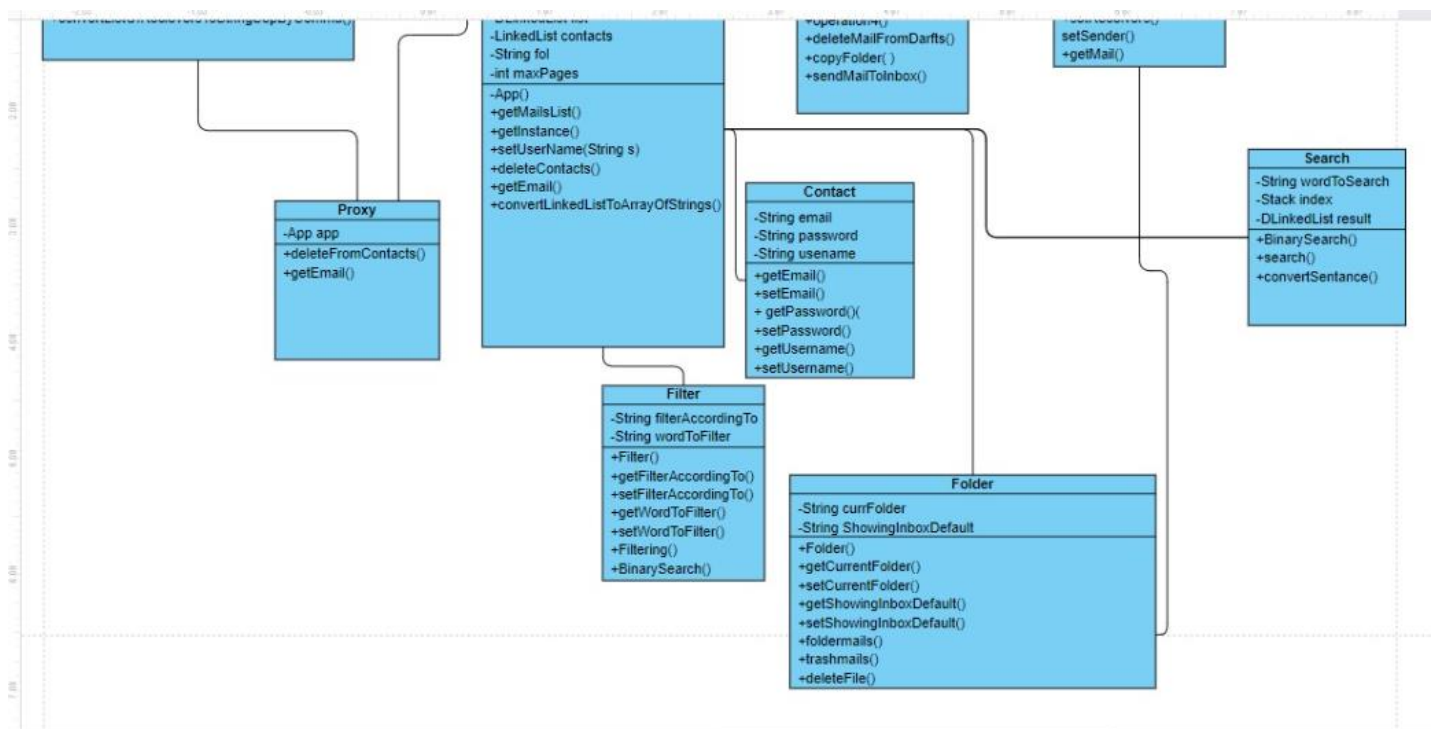 -LinkedList contacts
-String fol
-int maxPages
-App()
+getMailsList()
+getInstance()
+setUserName(String s)
+deleteContacts()
+getEmail()
+convertLinkedListToArrayOfStrings()
+operation4()
+deleteMailFromDarfts()
+copyFolder( )
+sendMailToInbox()
setSender()
+getMail()
Proxy
-App app
+deleteFromContacts()
+getEmail()
Contact
-String email
-String password
-String usename
+getEmail()
+setEmail()
+ getPassword()(
+setPassword()
+getUsername()
+setUsername()
Search
-String wordToSearch
-Stack index
-DLinkedList result
+BinarySearch()
+search()
+convertSentance()
Filter
-String filterAccordingTo
-String wordToFilter
+Filter()
+getFilterAccordingTo()
+setFilterAccordingTo()
+getWordToFilter()
+setWordToFilter()
+Filtering()
+BinarySearch()
Folder
-String currFolder
-String ShowingInboxDefault
+Folder()
+getCurrentFolder()
+setCurrentFolder()
+getShowingInboxDefault()
+setShowingInboxDefault()
+foldermails()
+trashmails()
+deleteFile()